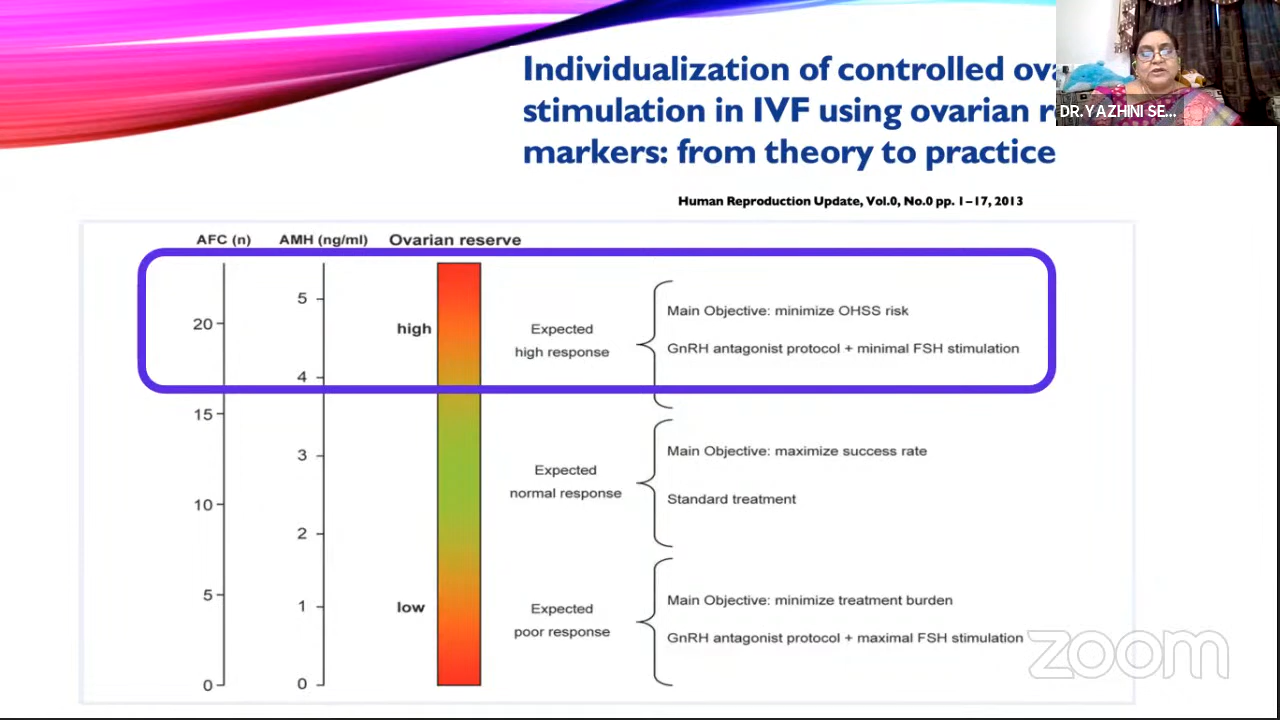 Individualization of controlled ova
stimulation in IVF using ovarian r
markers: from theory to practice
DR.YAZHINI SE...
Human Reproduction Update, Vol.0, No.0 pp. 1–17, 2013
AFC (n) AMH (ng/ml) Ovarian reserve
5
20
high
Expected
high response
Main Objective: minimize OHSS risk
GnRH antagonist protocol + minimal FSH stimulation
4
15
3
Expected
normal response
Main Objective: maximize success rate
Standard treatment
10
2
5
1
low
Expected
poor response
Main Objective: minimize treatment burden
GnRH antagonist protocol + maximal FSH stimulation
0
0
zoom